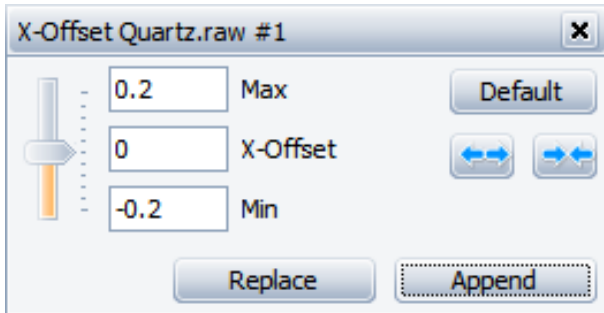 X-Offset Quartz.raw #1
0.2 Max Default
0 X-Offset
-0.2 Min
Replace Append